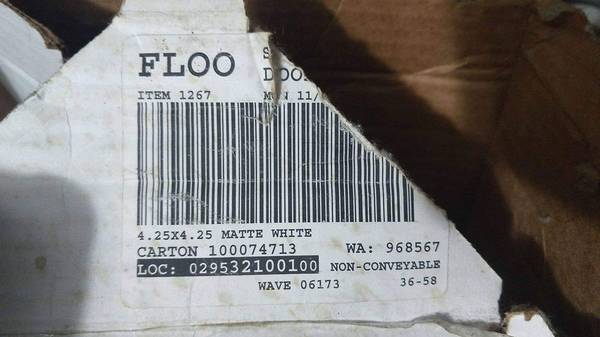 FLOO
ITEM 1267 11/
4.25X4.25 MATTE WHITE
CARTON 100074713 WA: 968567
LOC: 029532100100 NON-CONVEYABLE
WAVE 06173 36-58